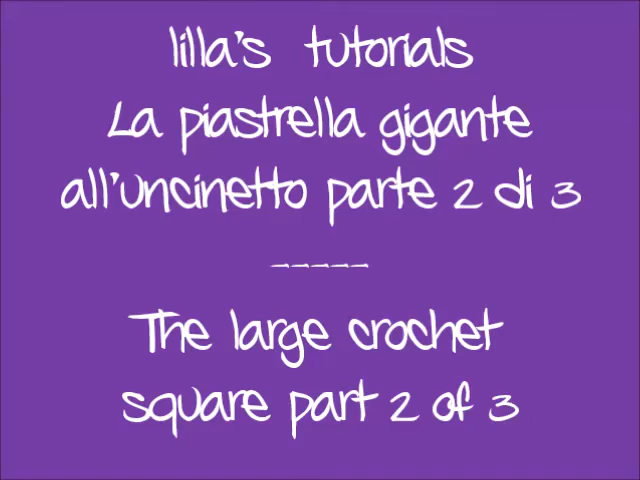 lilla's tutorials
La piastrella gigante
all'uncinetto parte 2 di 3
-----
The large crochet
square part 2 of 3